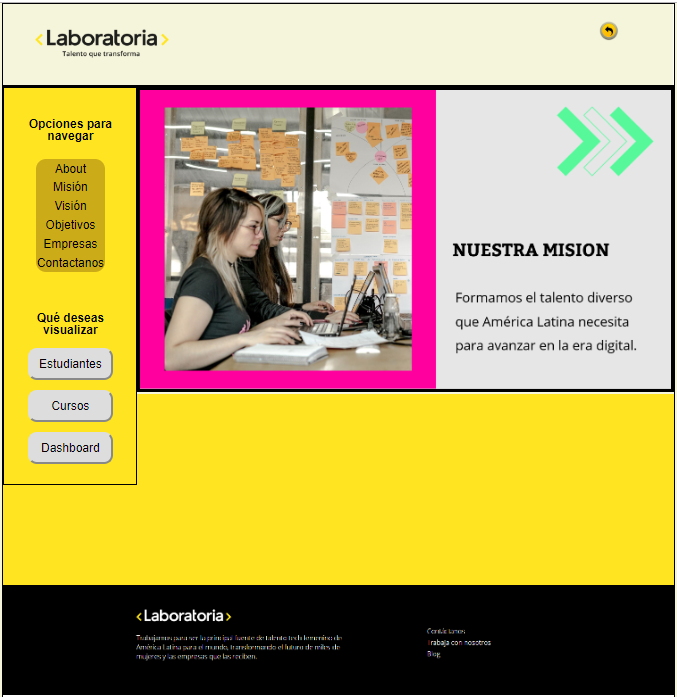 Laboratoria
Talento que transforma
Opciones para
navegar
About
Misión
Visión
Objetivos
Empresas
Contactanos
Qué deseas
visualizar
Estudiantes
Cursos
Dashboard
NUESTRA MISION
Formamos el talento diverso
que América Latina necesita
para avanzar en la era digital.
Laboratoria
Trabajamos para ser la principal fuente de talento tech femenino de
América Latina para el mundo, transformando el futuro de miles de
mujeres y las empresas que las reciben.
Contáctanos
Trabaja con nosotros
Blog